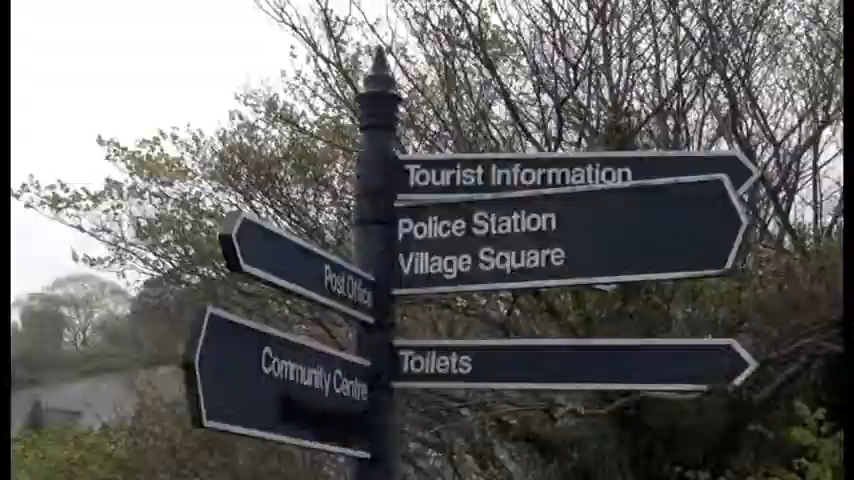 Tourist Information
Police Station
Village Square
Post Office
Community Centre
Toilets